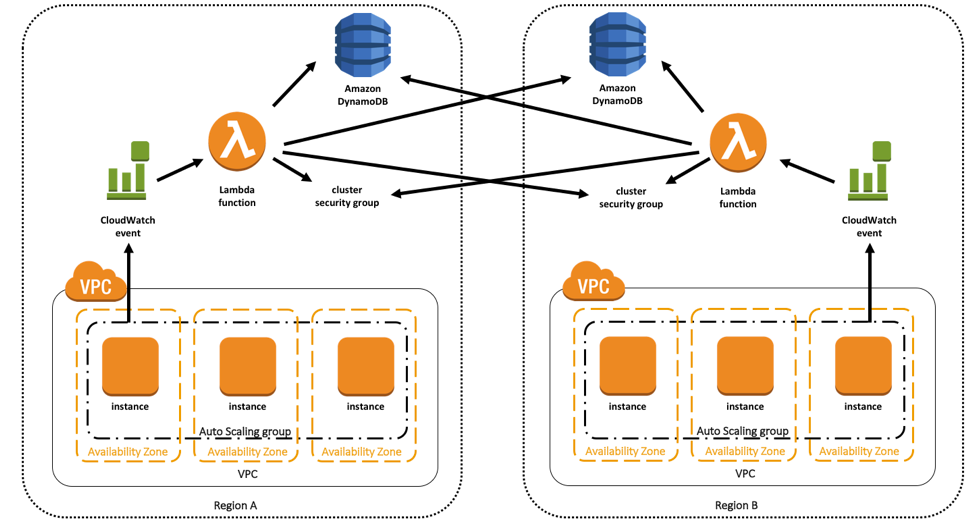 Amazon
DynamoDB
Amazon
DynamoDB
λ
Lambda
function
cluster
security group
cluster
security group
λ
Lambda
function
CloudWatch
event
CloudWatch
event
VPC
instance
instance
instance
Auto Scaling group
Availability Zone
Availability Zone
Availability Zone
VPC
Region A
VPC
instance
instance
instance
Auto Scaling group
Availability Zone
Availability Zone
Availability Zone
VPC
Region B